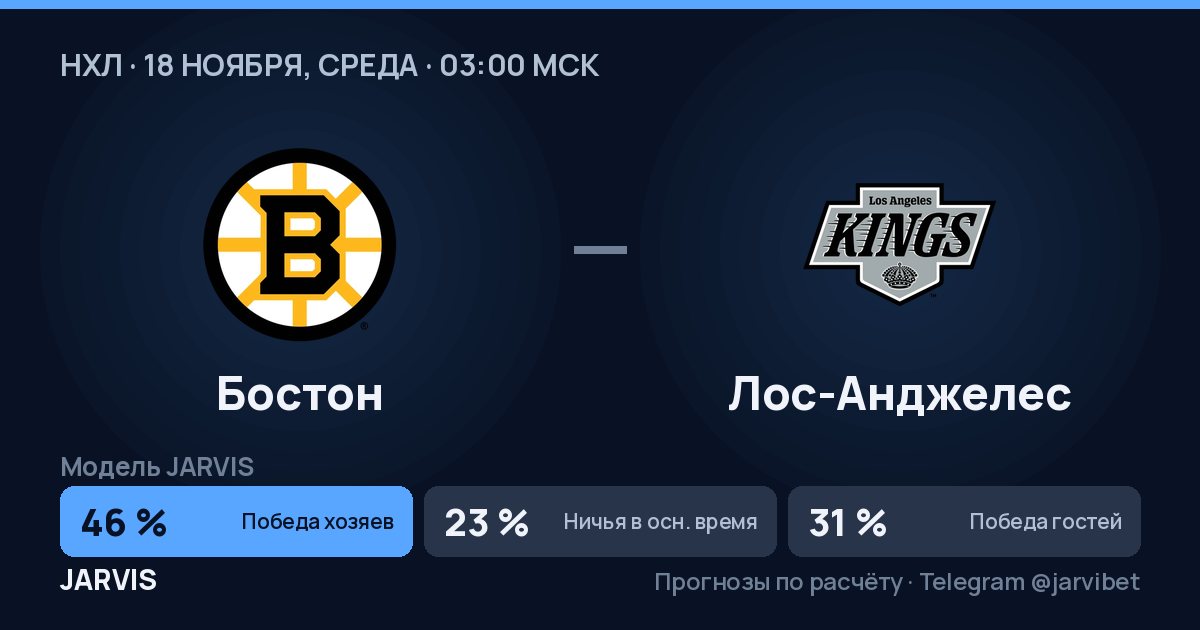 НХЛ · 18 НОЯБРЯ, СРЕДА · 03:00 МСК
B
®
Los Angeles
KINGS
™
Бостон
—
Лос-Анджелес
Модель JARVIS
46 % Победа хозяев
23 % Ничья в осн. время
31 % Победа гостей
JARVIS
Прогнозы по расчёту · Telegram @jarvibet